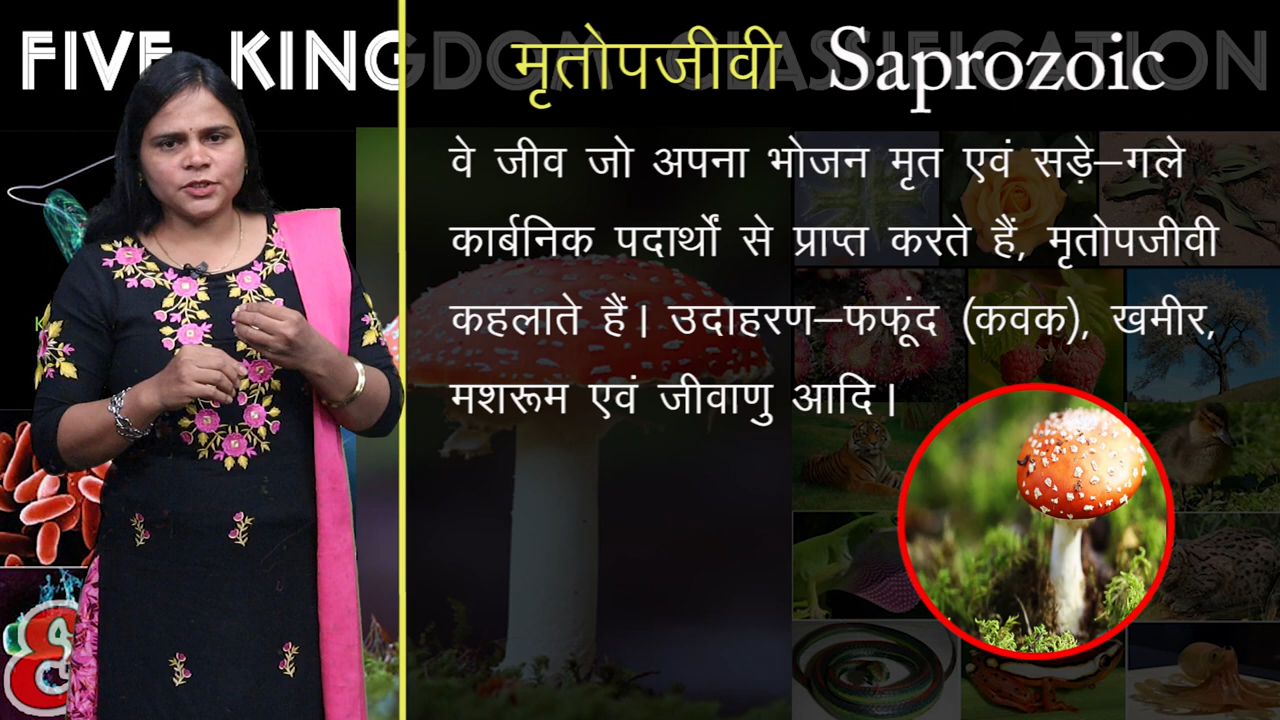 FIVE KINGDOM CLASSIFICATION
मृतोपजीवी Saprozoic
वे जीव जो अपना भोजन मृत एवं सड़े–गले
कार्बनिक पदार्थों से प्राप्त करते हैं, मृतोपजीवी
कहलाते हैं। उदाहरण–फफूंद (कवक), खमीर,
मशरूम एवं जीवाणु आदि।